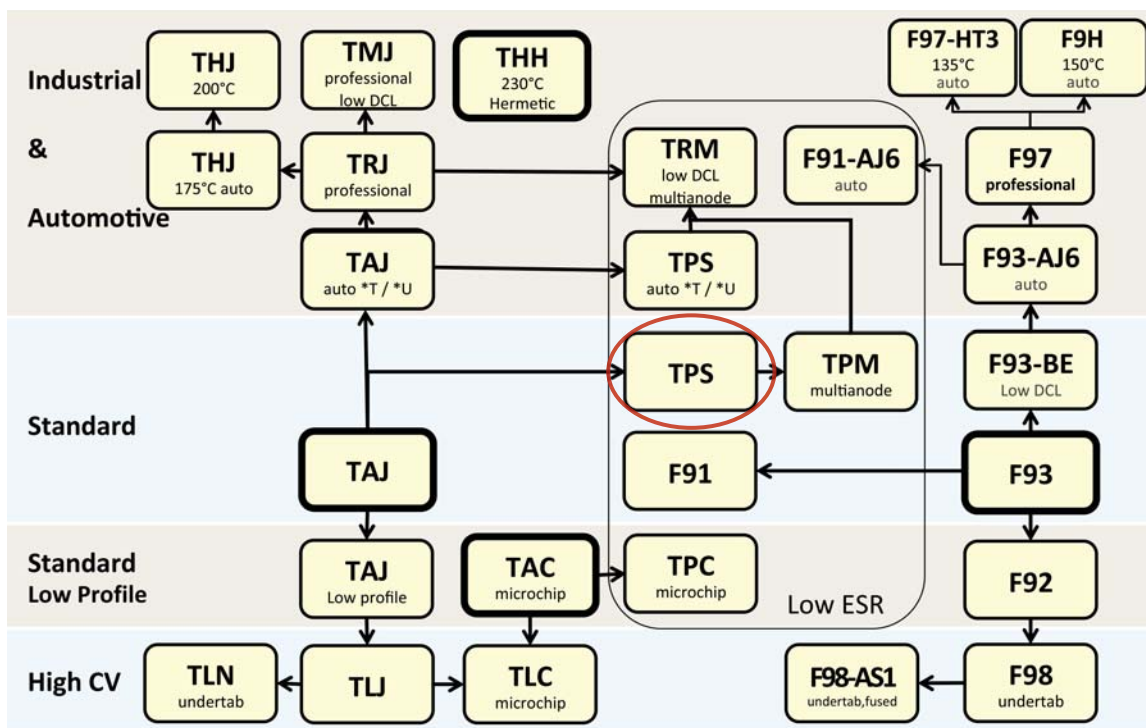 Industrial
&
Automotive
THJ
200°C
TMJ
professional
low DCL
THH
230°C
Hermetic
F97-HT3
135°C
auto
F9H
150°C
auto
THJ
175°C auto
TRJ
professional
TRM
low DCL
multianode
F91-AJ6
auto
F97
professional
TAJ
auto *T / *U
TPS
auto *T / *U
F93-AJ6
auto
Standard
TPS
TPM
multianode
F93-BE
Low DCL
TAJ
F91
F93
Standard
Low Profile
TAJ
Low profile
TAC
microchip
TPC
microchip
Low ESR
F92
High CV
TLN
undertab
TLJ
TLC
microchip
F98-AS1
undertab,fused
F98
undertab